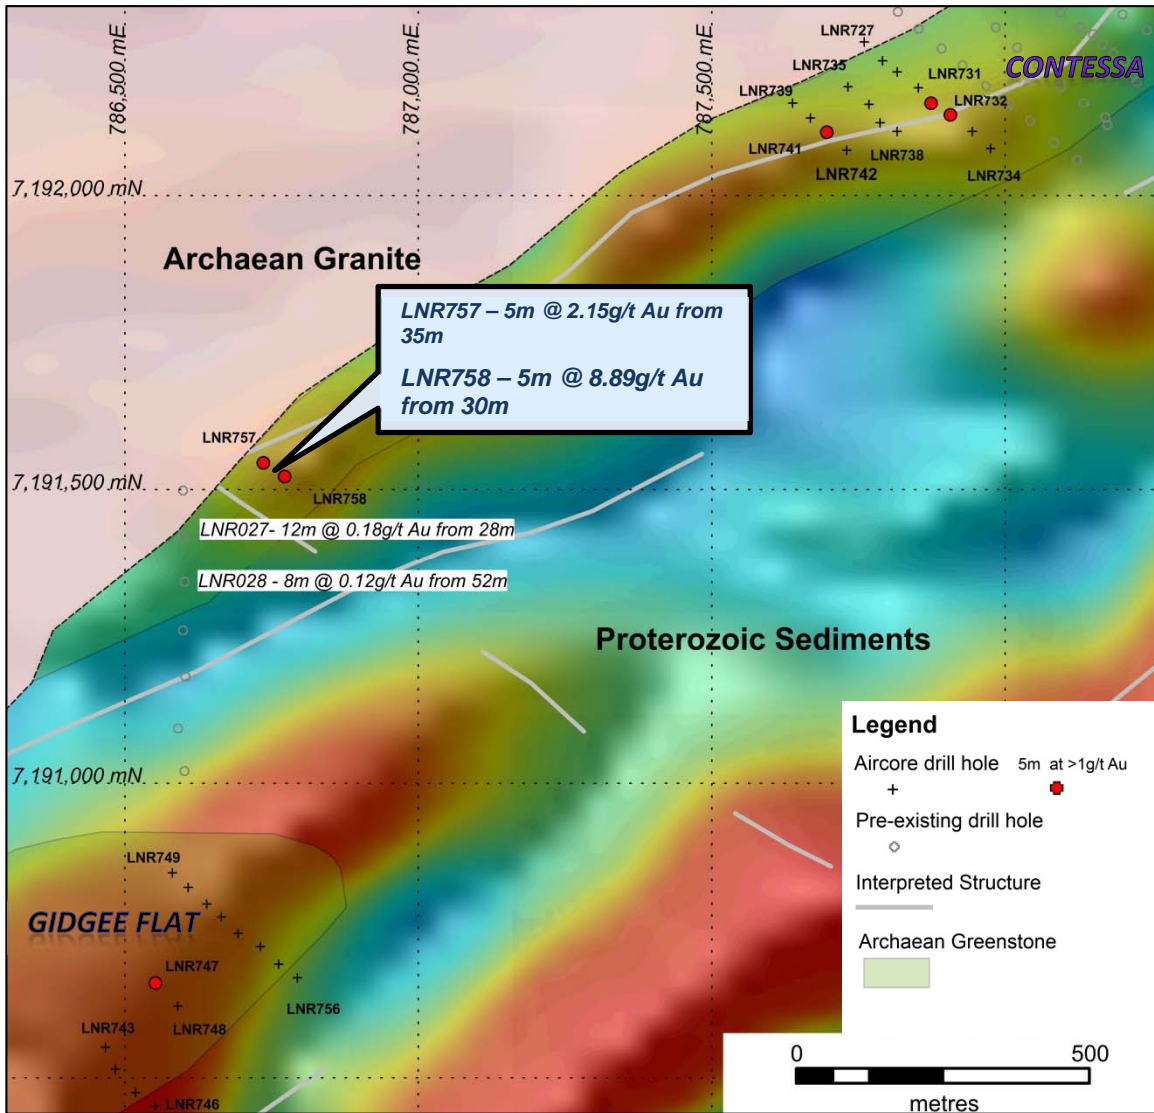 786,500 mE.
787,000 mE.
787,500 mE.
LNR727
CONTESSA
LNR735
LNR731
LNR739
LNR732
LNR741
LNR738
LNR742
LNR734
7,192,000 mN
Archaean Granite
LNR757 – 5m @ 2.15g/t Au from
35m
LNR758 – 5m @ 8.89g/t Au
from 30m
LNR757
7,191,500 mN
LNR758
LNR027- 12m @ 0.18g/t Au from 28m
LNR028 - 8m @ 0.12g/t Au from 52m
Proterozoic Sediments
7,191,000 mN
LNR749
GIDGEE FLAT
LNR747
LNR756
LNR743
LNR748
LNR746
Legend
Aircore drill hole
5m at >1g/t Au
Pre-existing drill hole
Interpreted Structure
Archaean Greenstone
0
500
metres